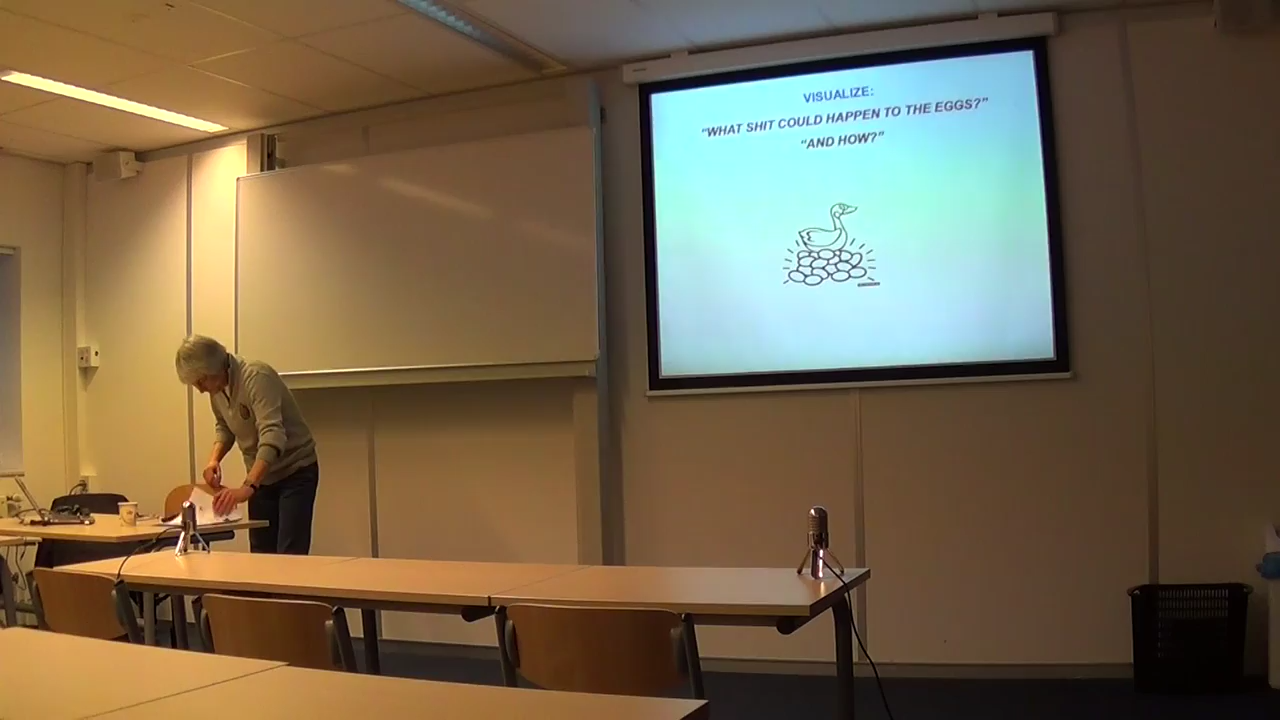 VISUALIZE:
“WHAT SHIT COULD HAPPEN TO THE EGGS?”
“AND HOW?”